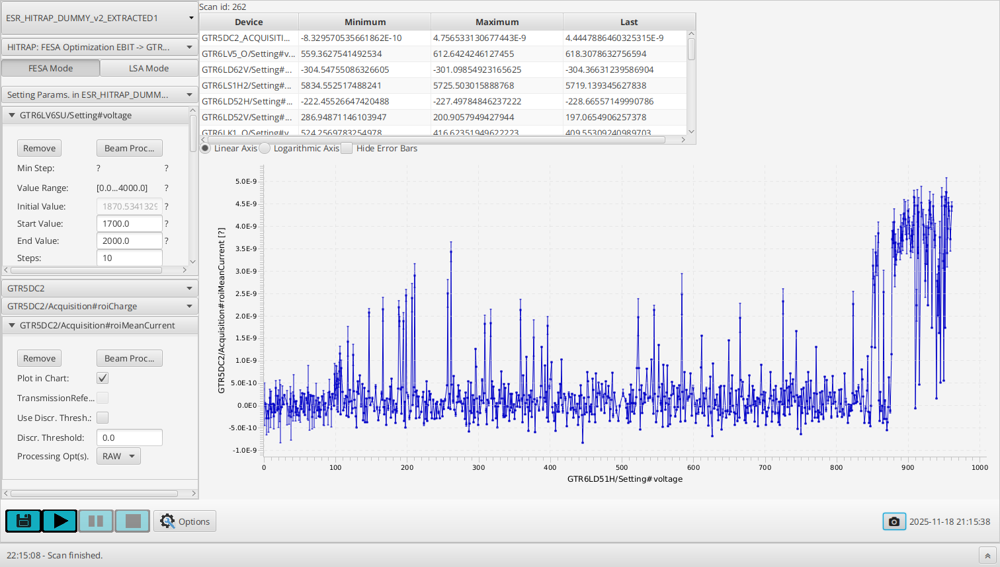 ESR_HITRAP_DUMMY_v2_EXTRACTED1
HITRAP: FESA Optimization EBIT -> GTR...
FESA Mode LSA Mode
Setting Params. in ESR_HITRAP_DUMM...
GTR6LV6SU/Setting#voltage
Remove Beam Proc...
Min Step: ? ?
Value Range: [0.0...4000.0] ?
Initial Value: 1870.5341329 ?
Start Value: 1700.0 ?
End Value: 2000.0 ?
Steps: 10
GTR5DC2
GTR5DC2/Acquisition#roiCharge
GTR5DC2/Acquisition#roiMeanCurrent
Remove Beam Proc...
Plot in Chart:
TransmissionRefe...
Use Discr. Thresh.:
Discr. Threshold: 0.0
Processing Opt(s). RAW
Scan id: 262
Device Minimum Maximum Last
GTR5DC2_ACQUISITI... -8.329570535661862E-10 4.756533130677443E-9 4.4447886460325315E-9
GTR6LV5_O/Setting#v... 559.3627541492534 612.6424246127455 618.3078632756594
GTR6LD62V/Setting#... -304.54755086326605 -301.09854923165625 -304.36631239586904
GTR6LS1H2/Setting#... 5834.552517488241 5725.503015888768 5719.139345627838
GTR6LD52H/Setting#... -222.45526647420488 -227.49784846237222 -228.66557149990786
GTR6LD52V/Setting#... 286.94871146103947 200.9057949427944 197.0654906257378
GTR6LK1_O/Setting#v... 524.2569783254978 416.62351949622223 409.55309240989703
Linear Axis Logarithmic Axis Hide Error Bars
GTR5DC2/Acquisition#roiMeanCurrent [?]
5.0E-9
4.5E-9
4.0E-9
3.5E-9
3.0E-9
2.5E-9
2.0E-9
1.5E-9
1.0E-9
5.0E-10
0.0E0
-5.0E-10
-1.0E-9
0 100 200 300 400 500 600 700 800 900 1000
GTR6LD51H/Setting#voltage
Options
2025-11-18 21:15:38
22:15:08 - Scan finished.